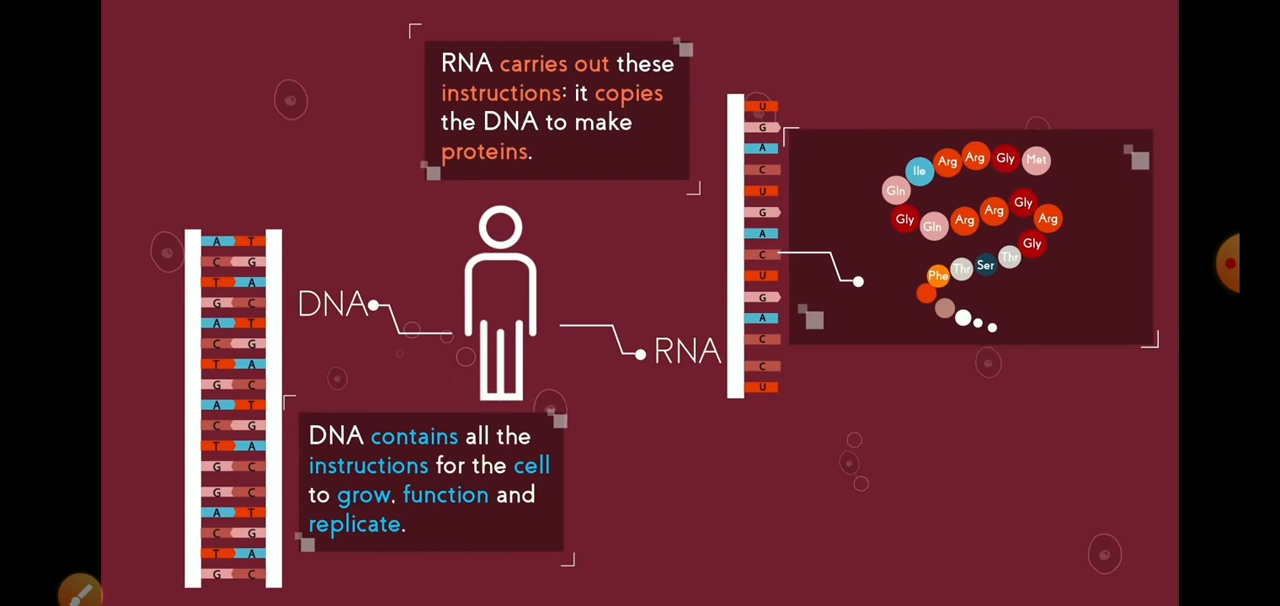 RNA carries out these
instructions: it copies
the DNA to make
proteins.
DNA
RNA
DNA contains all the
instructions for the cell
to grow, function and
replicate.
A T
C G
T A
G C
A T
C G
T A
G C
A T
C G
T A
G C
G C
A T
C G
T A
G C
U
G
A
C
U
G
A
C
U
G
A
C
C
U
Gln Ile Arg Arg Gly Met
Gly Gln Arg Arg Gly Arg
Phe Thr Ser Thr Gly